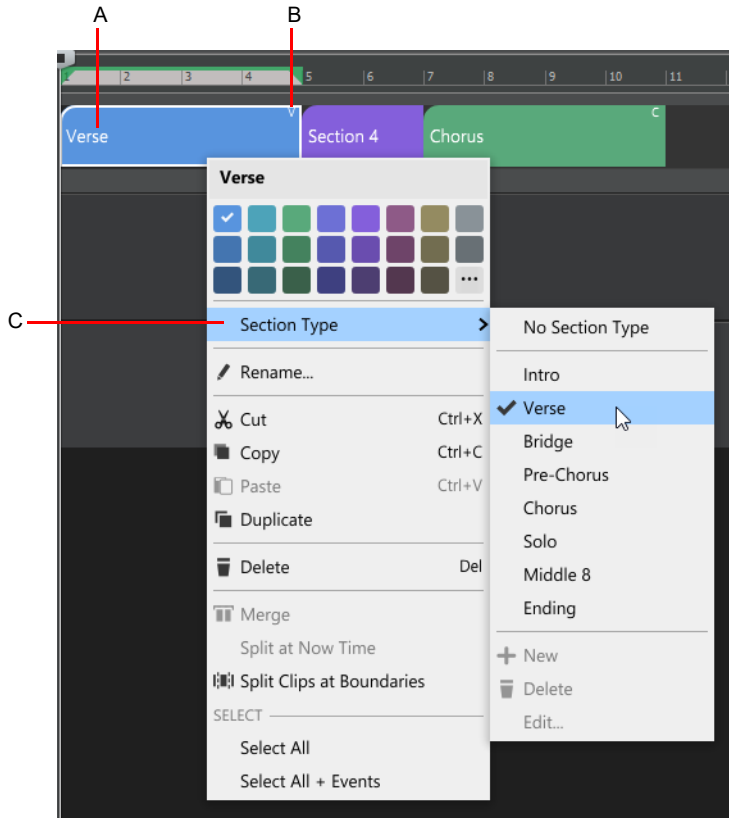 A B
1 2 3 4 5 6 7 8 9 10 11
V C
Verse Section 4 Chorus
Verse
...
C
Section Type
No Section Type
Rename...
Intro
Cut Ctrl+X
Verse
Copy Ctrl+C
Bridge
Paste Ctrl+V
Pre-Chorus
Duplicate
Chorus
Solo
Delete Del
Middle 8
Merge
Ending
Split at Now Time
New
Split Clips at Boundaries
Delete
SELECT
Edit...
Select All
Select All + Events